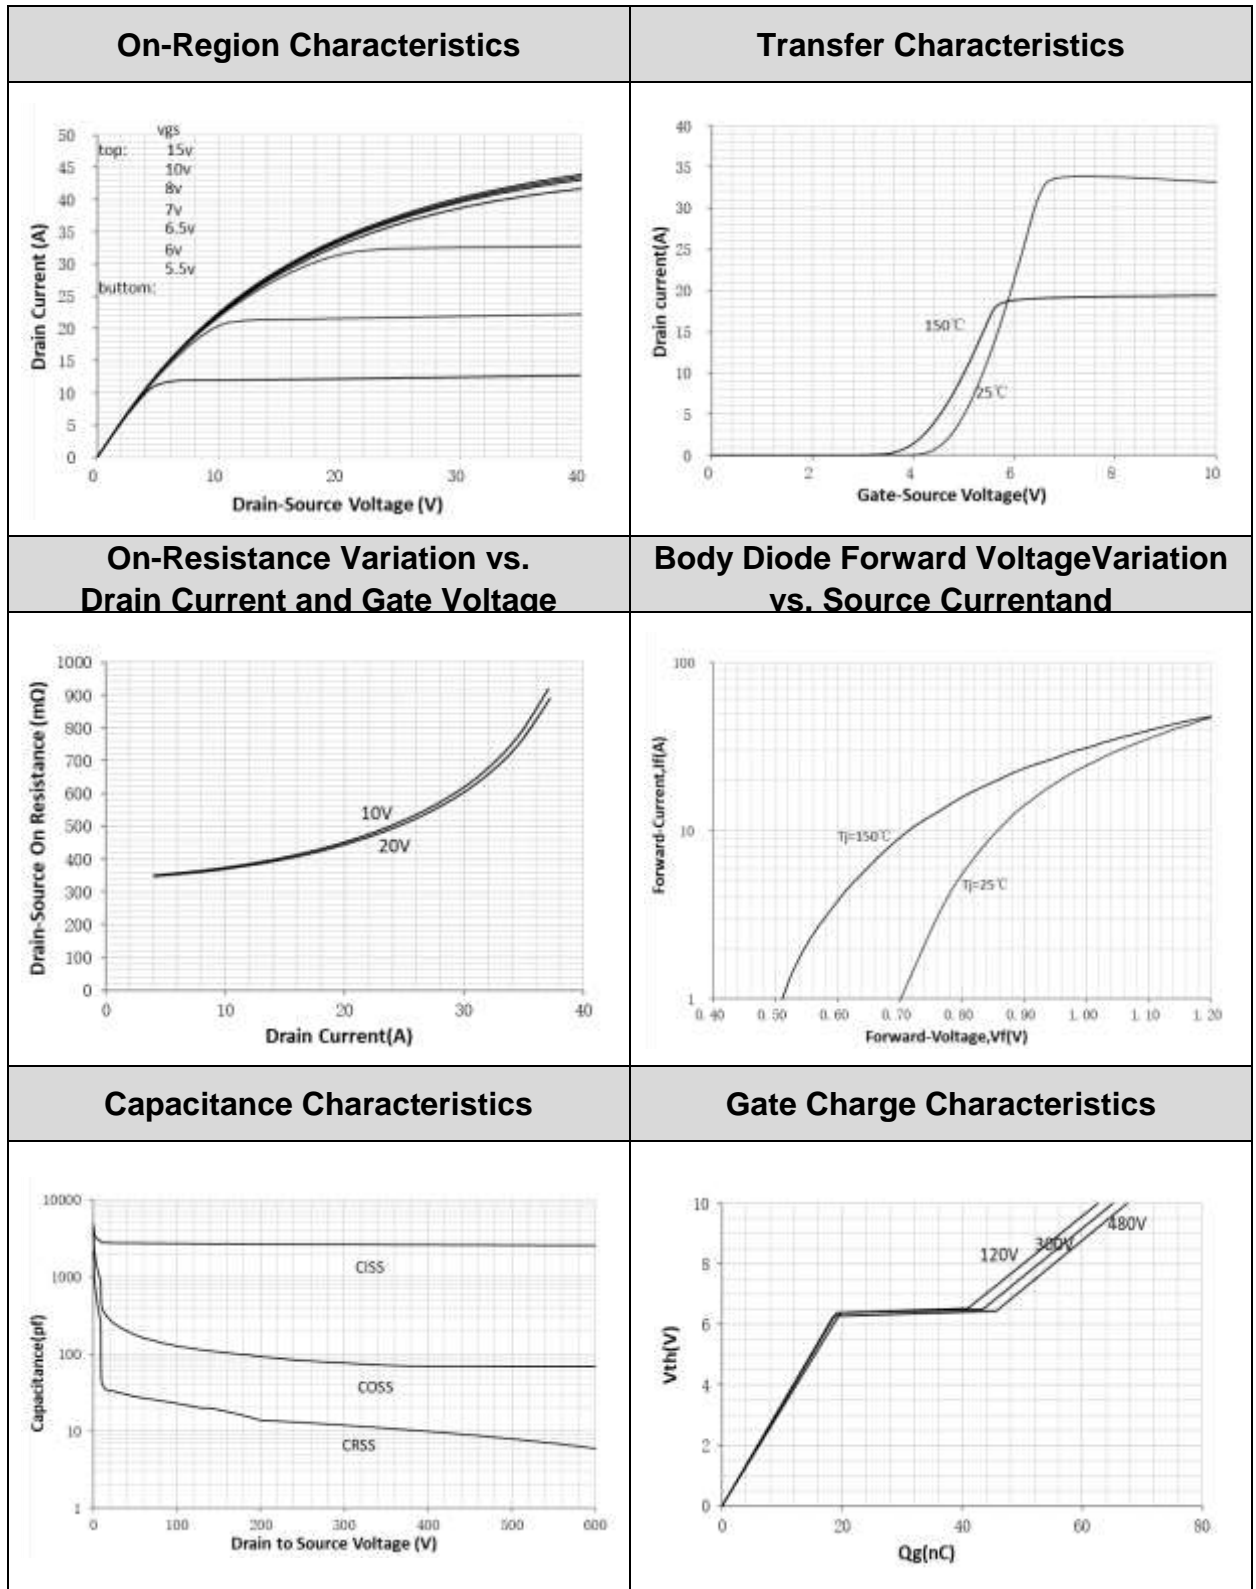 On-Region Characteristics
Transfer Characteristics
vgs
top: 15v
10v
8v
7v
6.5v
6v
5.5v
buttom:
50
45
40
35
30
25
20
15
10
5
0
0 10 20 30 40
Drain Current (A)
Drain-Source Voltage (V)
40
35
30
25
20
15
10
5
0
0 2 4 6 8 10
150℃
25℃
Drain current(A)
Gate-Source Voltage(V)
On-Resistance Variation vs.
Drain Current and Gate Voltage
Body Diode Forward VoltageVariation
vs. Source Currentand
1000
900
800
700
600
500
400
300
200
100
0
0 10 20 30 40
10V
20V
Drain-Source On Resistance (mΩ)
Drain Current(A)
100
10
1
0.40 0.50 0.60 0.70 0.80 0.90 1.00 1.10 1.20
Tj=150℃
Tj=25℃
Forward-Current,If(A)
Forward-Voltage,Vf(V)
Capacitance Characteristics
Gate Charge Characteristics
10000
1000
100
10
1
0 100 200 300 400 500 600
CISS
COSS
CRSS
Capacitance(pf)
Drain to Source Voltage (V)
10
8
6
4
2
0
0 20 40 60 80
120V
300V
480V
Vth(V)
Qg(nC)